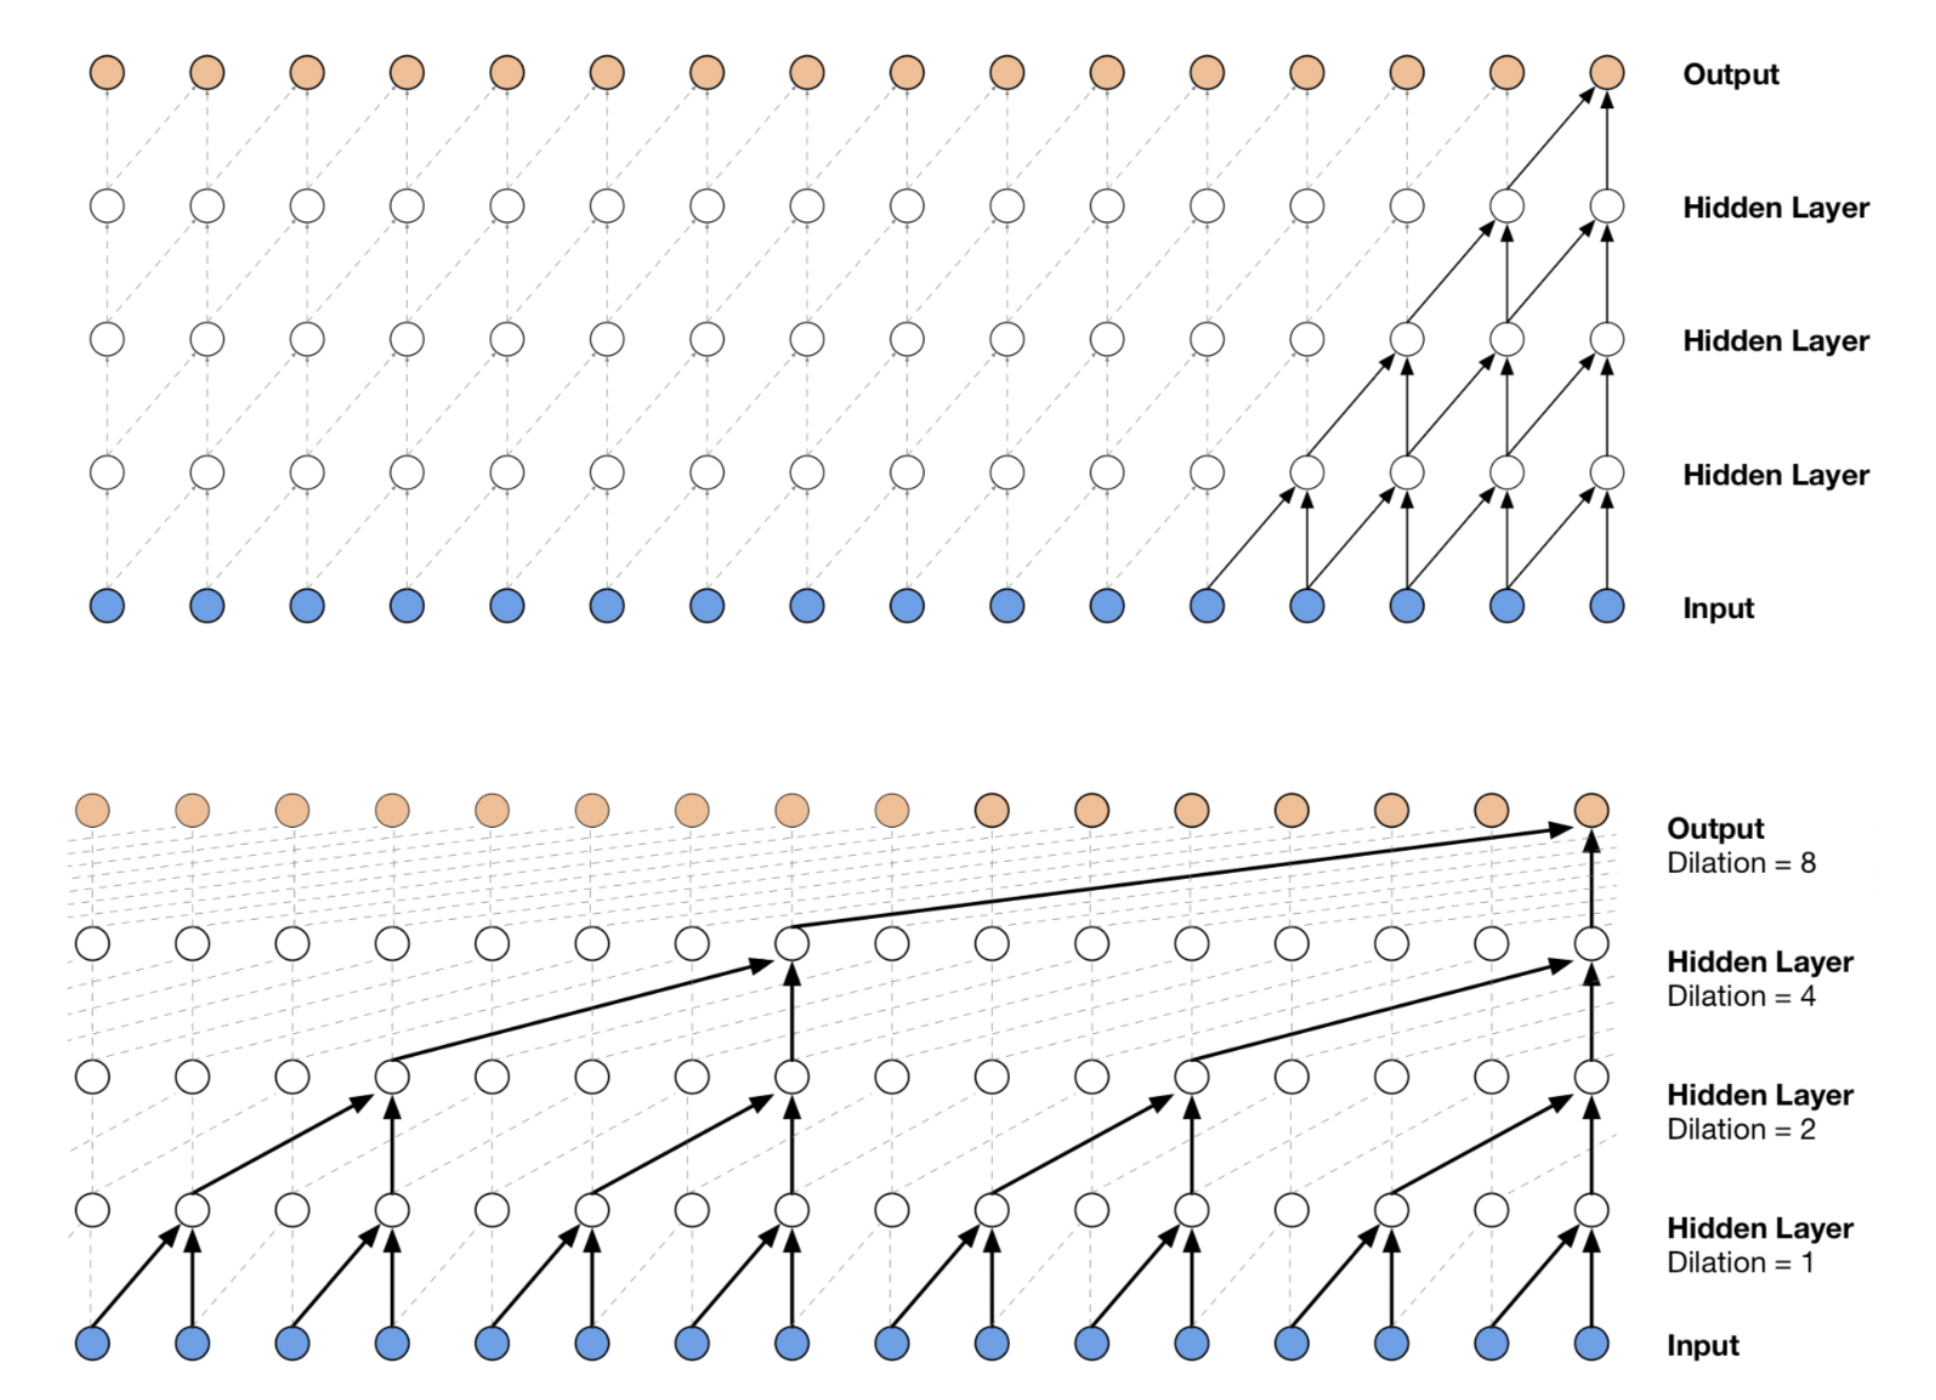 Output
Hidden Layer
Hidden Layer
Hidden Layer
Input
Output
Dilation = 8
Hidden Layer
Dilation = 4
Hidden Layer
Dilation = 2
Hidden Layer
Dilation = 1
Input